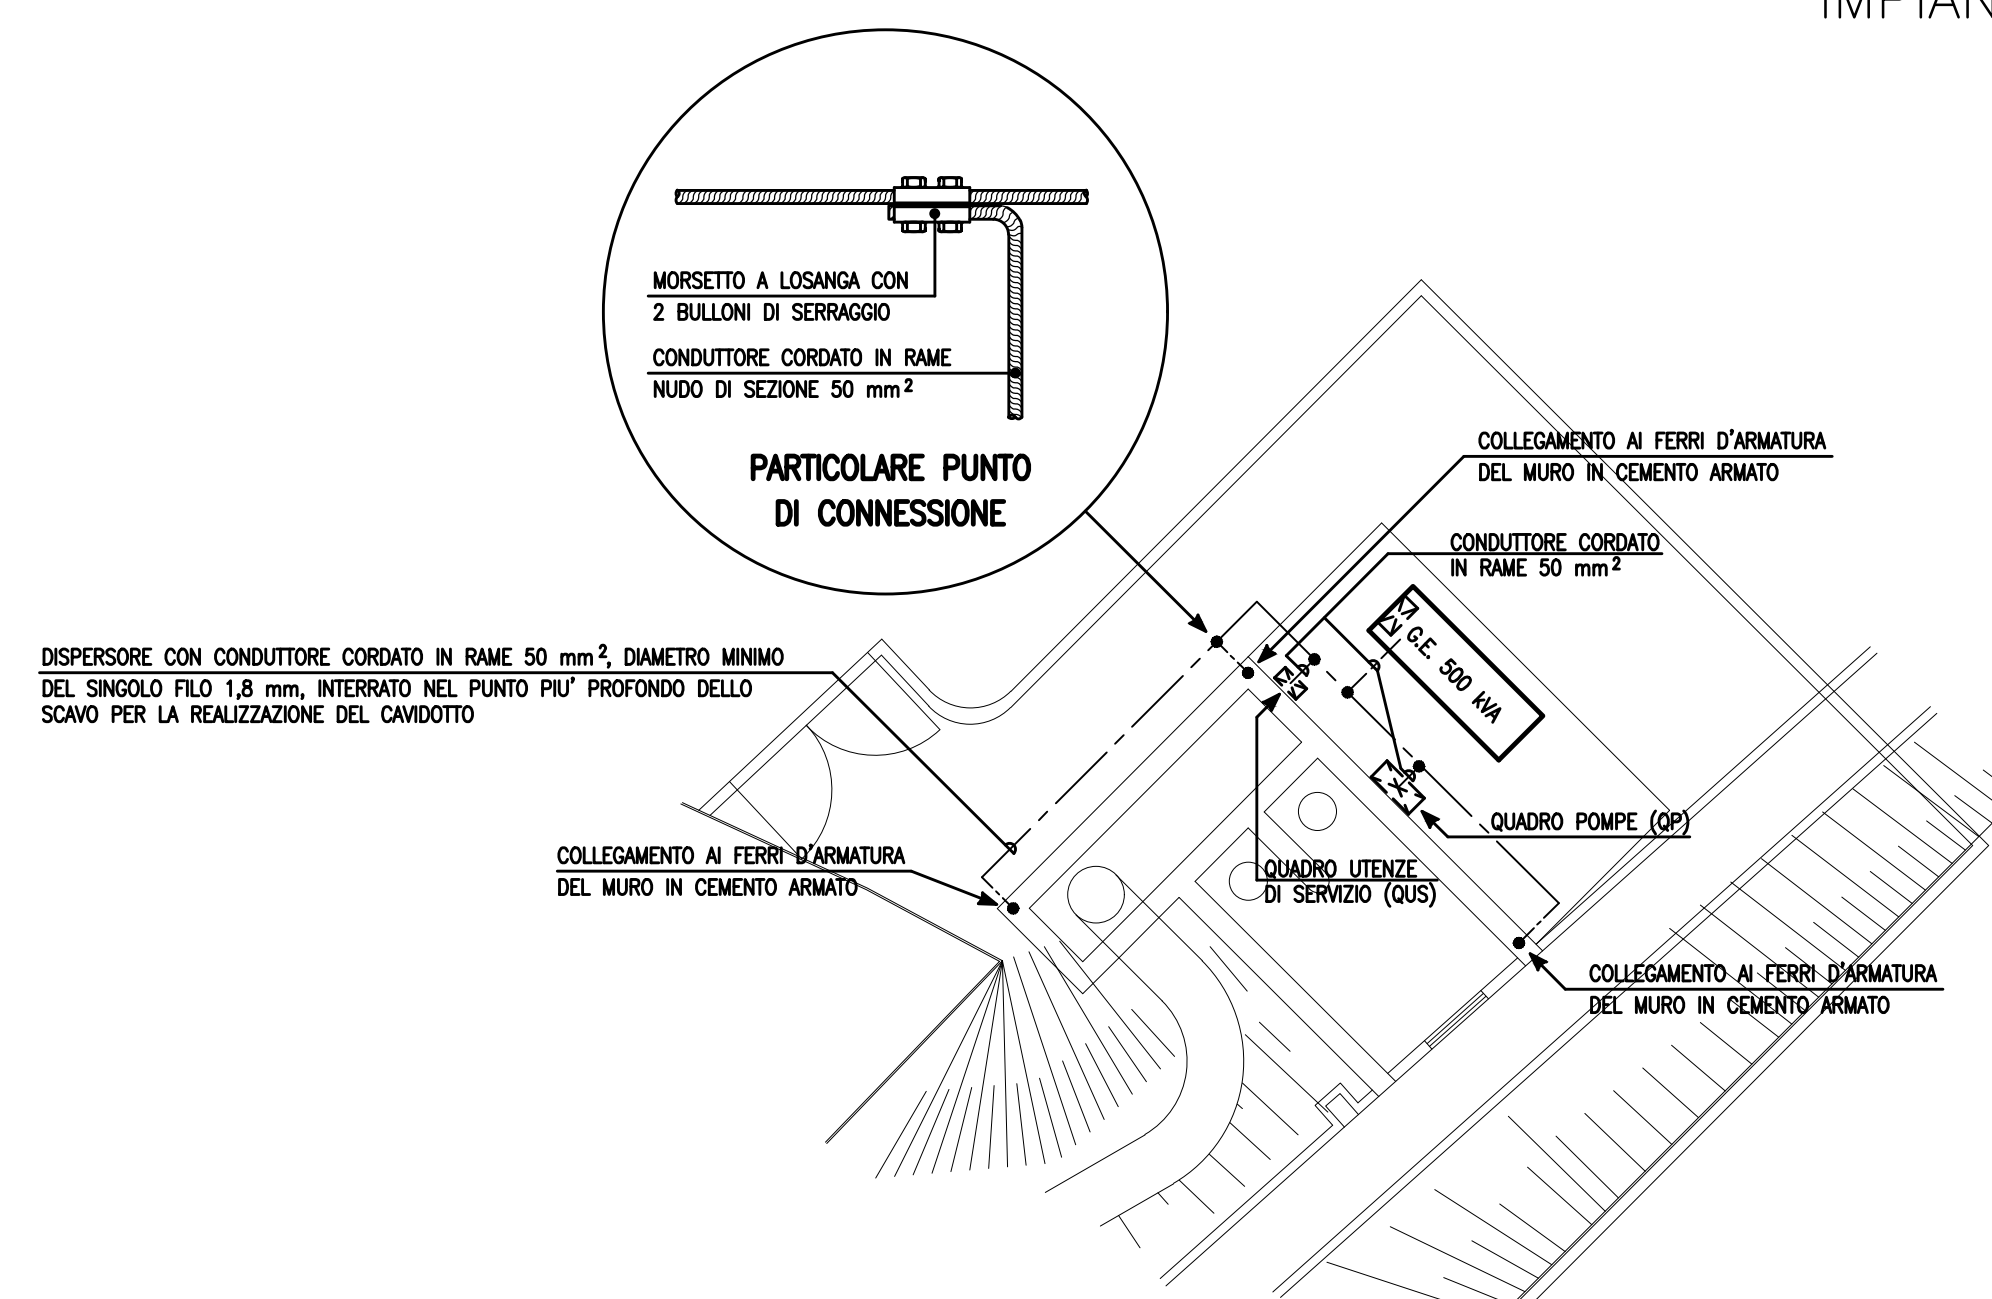 IMPIAN
MORSETTO A LOSANGA CON
2 BULLONI DI SERRAGGIO
CONDUTTORE CORDATO IN RAME
NUDO DI SEZIONE 50 mm²
PARTICOLARE PUNTO
DI CONNESSIONE
COLLEGAMENTO AI FERRI D'ARMATURA
DEL MURO IN CEMENTO ARMATO
CONDUTTORE CORDATO
IN RAME 50 mm²
G.E. 500 kVA
DISPERSORE CON CONDUTTORE CORDATO IN RAME 50 mm², DIAMETRO MINIMO
DEL SINGOLO FILO 1,8 mm, INTERRATO NEL PUNTO PIU' PROFONDO DELLO
SCAVO PER LA REALIZZAZIONE DEL CAVIDOTTO
QUADRO POMPE (QP)
COLLEGAMENTO AI FERRI D'ARMATURA
DEL MURO IN CEMENTO ARMATO
QUADRO UTENZE
DI SERVIZIO (QUS)
COLLEGAMENTO AI FERRI D'ARMATURA
DEL MURO IN CEMENTO ARMATO